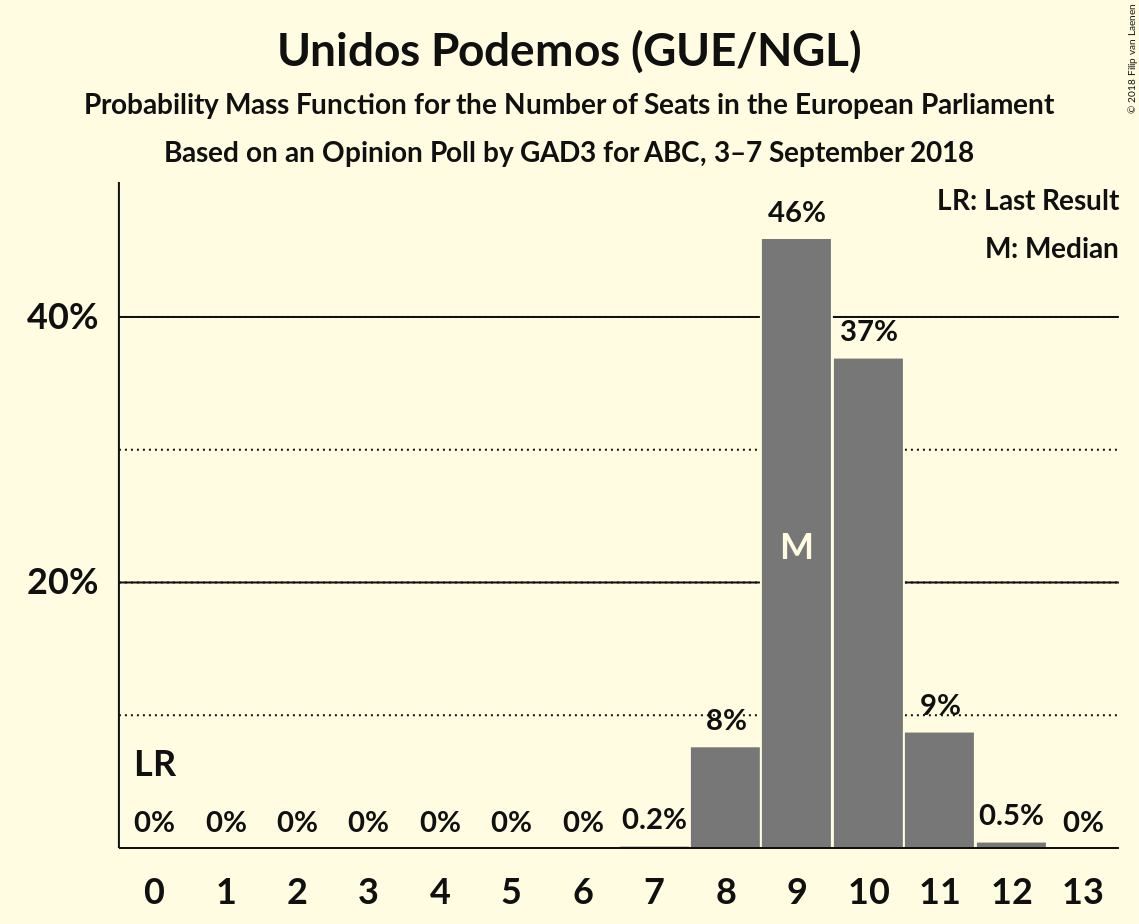 Unidos Podemos (GUE/NGL)
Probability Mass Function for the Number of Seats in the European Parliament
Based on an Opinion Poll by GAD3 for ABC, 3–7 September 2018
© 2018 Filip van Laenen
LR: Last Result
M: Median
46%
40%
37%
M
20%
9%
8%
LR
0% 0% 0% 0% 0% 0% 0% 0.2% 0.5% 0%
0 1 2 3 4 5 6 7 8 9 10 11 12 13